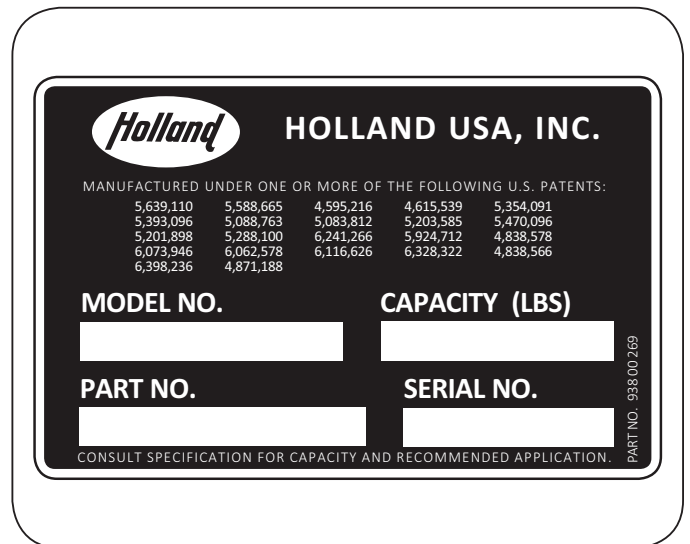 Holland HOLLAND USA, INC.
MANUFACTURED UNDER ONE OR MORE OF THE FOLLOWING U.S. PATENTS:
5,639,110 5,588,665 4,595,216 4,615,539 5,354,091
5,393,096 5,088,763 5,083,812 5,203,585 5,470,096
5,201,898 5,288,100 6,241,266 5,924,712 4,838,578
6,073,946 6,062,578 6,116,626 6,328,322 4,838,566
6,398,236 4,871,188
MODEL NO. CAPACITY (LBS)
PART NO. SERIAL NO.
CONSULT SPECIFICATION FOR CAPACITY AND RECOMMENDED APPLICATION.
PART NO. 93800269